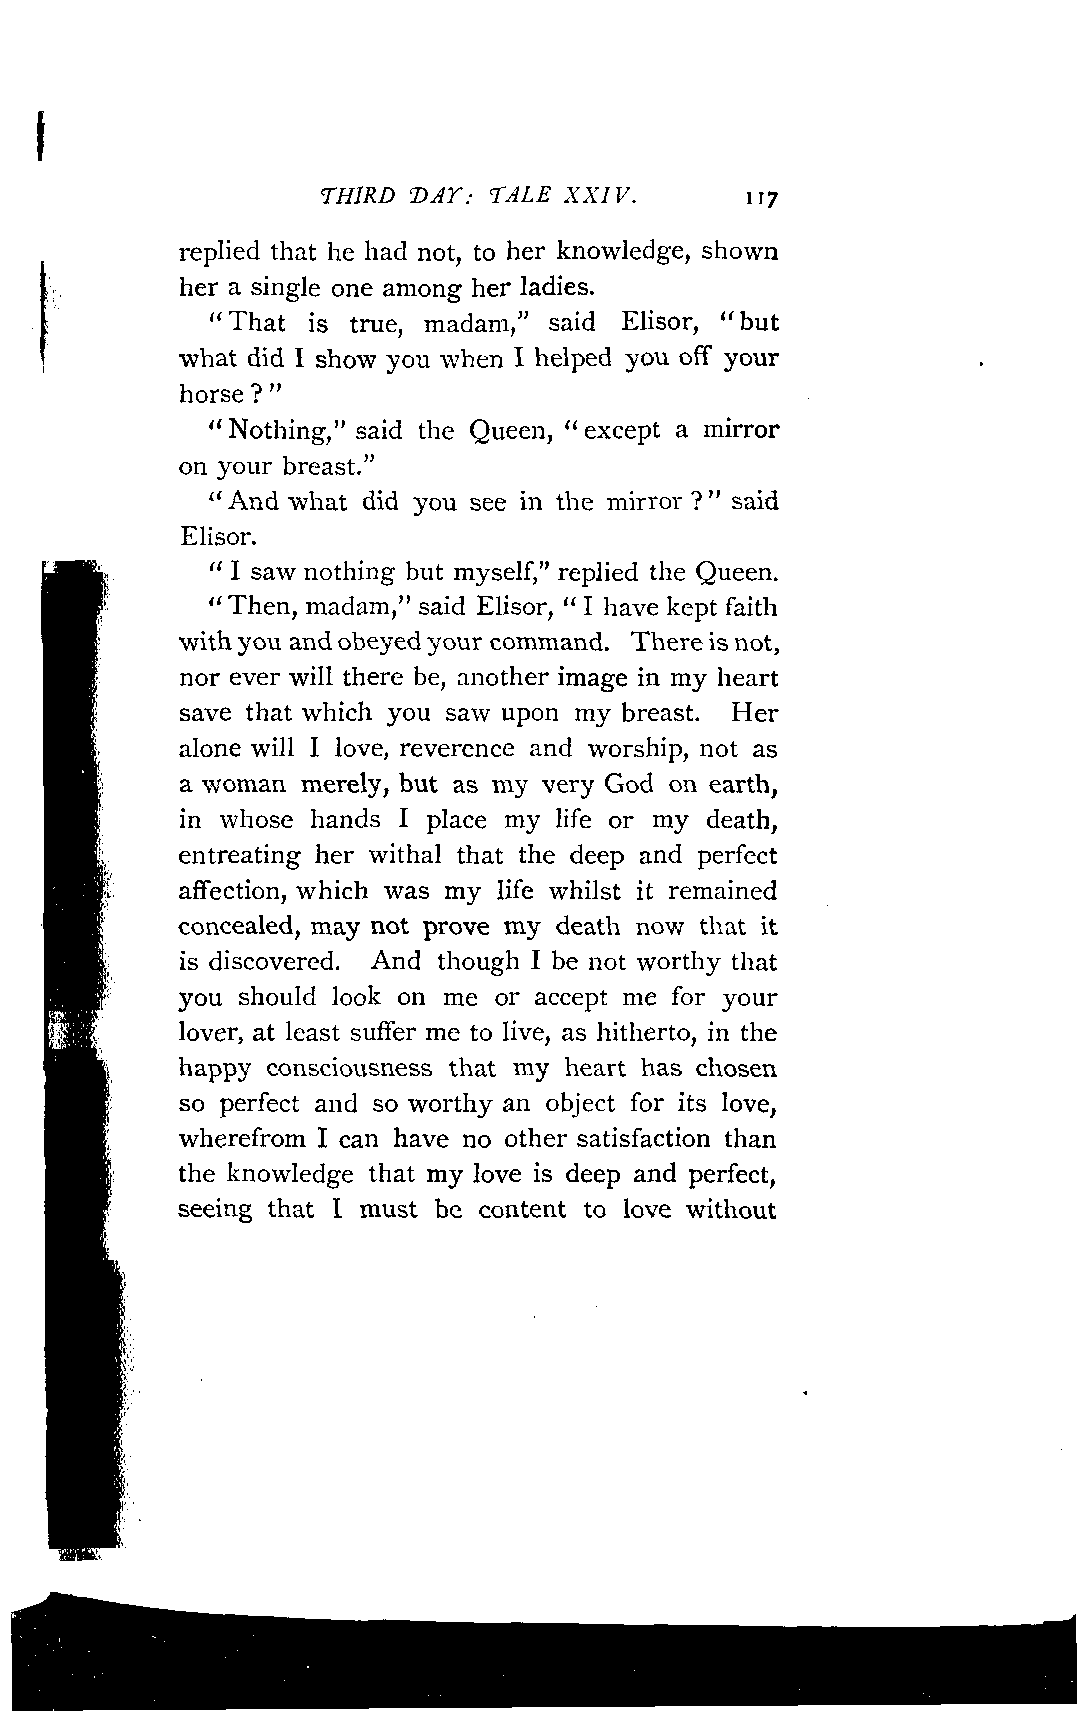 THIRD DAY: TALE XXIV. 117
replied that he had not, to her knowledge, shown
her a single one among her ladies.
"That is true, madam," said Elisor, "but
what did I show you when I helped you off your
horse?"
"Nothing," said the Queen, "except a mirror
on your breast."
"And what did you see in the mirror?" said
Elisor.
"I saw nothing but myself," replied the Queen.
"Then, madam," said Elisor, "I have kept faith
with you and obeyed your command. There is not,
nor ever will there be, another image in my heart
save that which you saw upon my breast. Her
alone will I love, reverence and worship, not as
a woman merely, but as my very God on earth,
in whose hands I place my life or my death,
entreating her withal that the deep and perfect
affection, which was my life whilst it remained
concealed, may not prove my death now that it
is discovered. And though I be not worthy that
you should look on me or accept me for your
lover, at least suffer me to live, as hitherto, in the
happy consciousness that my heart has chosen
so perfect and so worthy an object for its love,
wherefrom I can have no other satisfaction than
the knowledge that my love is deep and perfect,
seeing that I must be content to love without